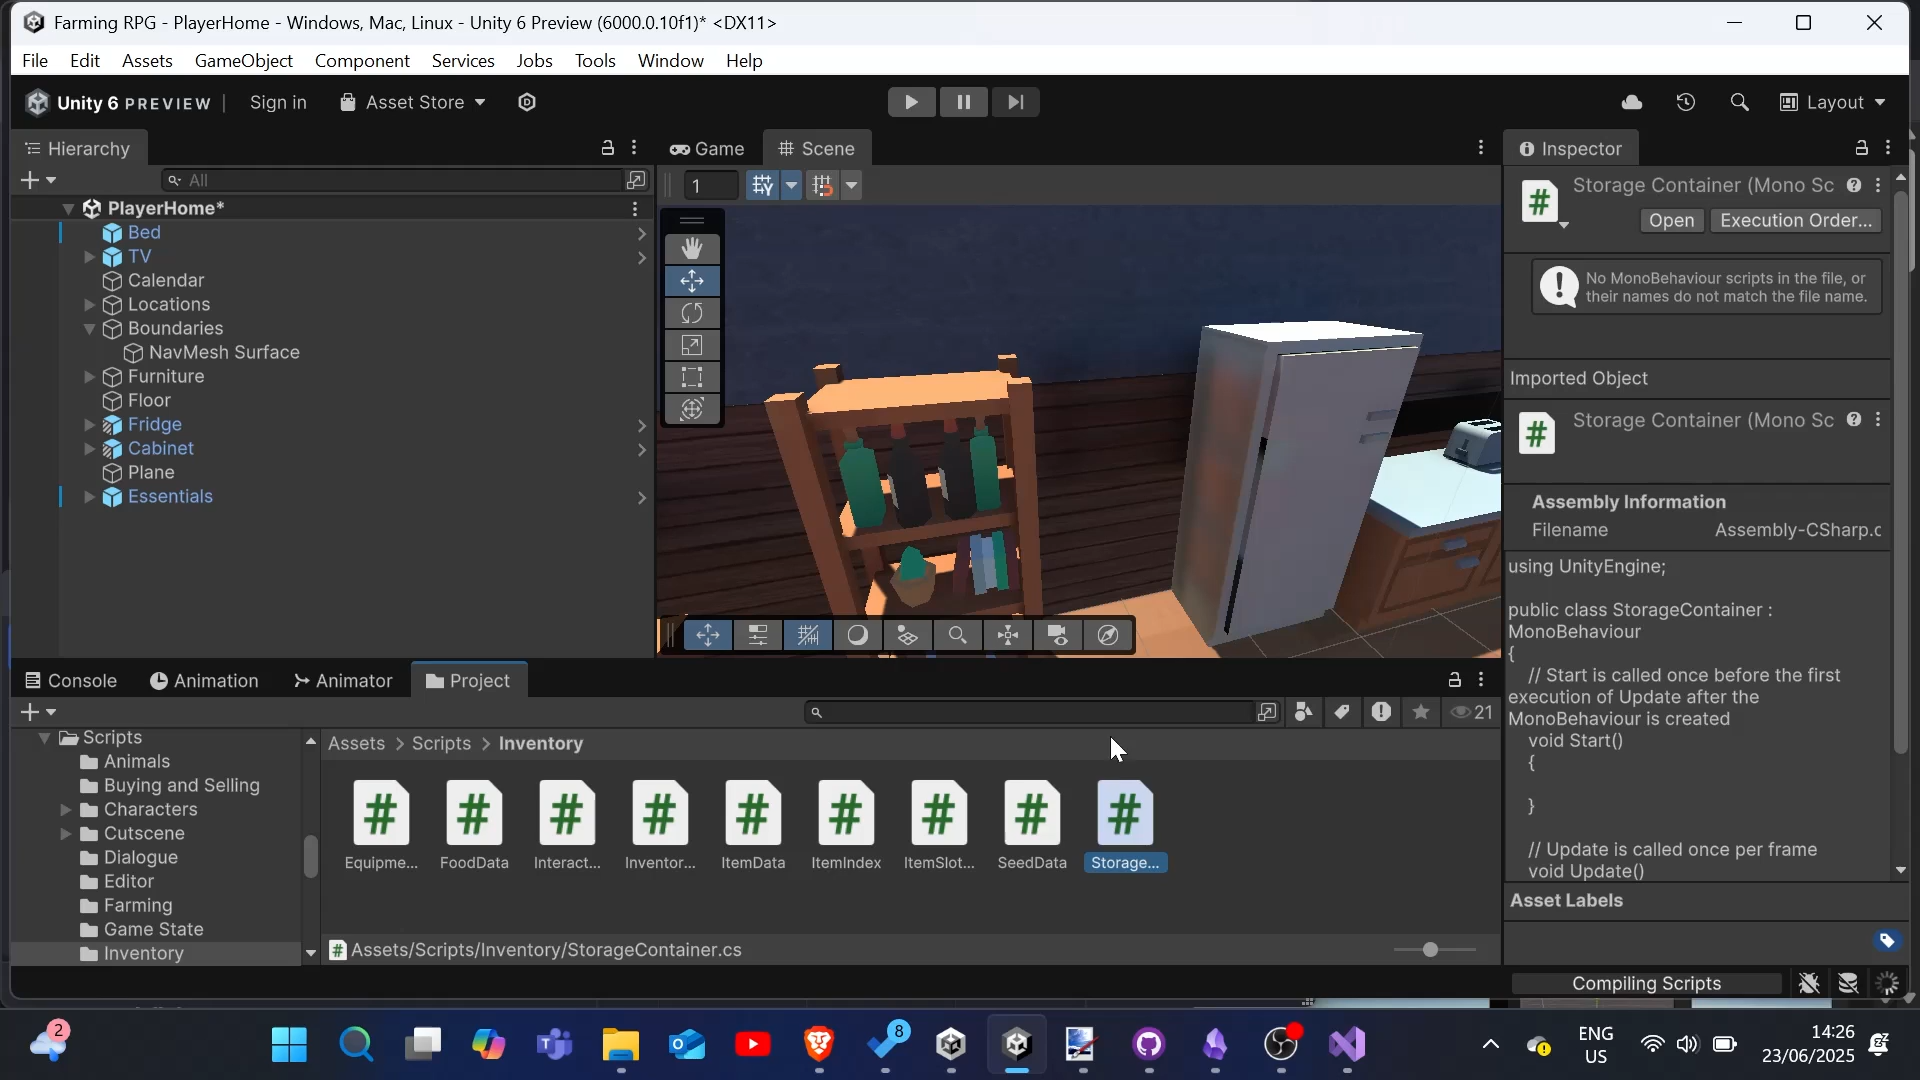 Farming RPG - PlayerHome - Windows, Mac, Linux - Unity 6 Preview (6000.0.10f1)* <DX11>
File Edit Assets GameObject Component Services Jobs Tools Window Help
Unity 6 PREVIEW Sign in Asset Store Layout
Hierarchy
All
PlayerHome*
Bed
TV
Calendar
Locations
Boundaries
NavMesh Surface
Furniture
Floor
Fridge
Cabinet
Plane
Essentials
Game Scene
1
Inspector
Storage Container (Mono Sc
Open Execution Order...
No MonoBehaviour scripts in the file, or
their names do not match the file name.
Imported Object
Storage Container (Mono Sc
Assembly Information
Filename Assembly-CSharp.c
using UnityEngine;
public class StorageContainer :
MonoBehaviour
{
// Start is called once before the first
execution of Update after the
MonoBehaviour is created
void Start()
{
}
// Update is called once per frame
void Update()
Asset Labels
Console Animation Animator Project
21
Scripts
Animals
Buying and Selling
Characters
Cutscene
Dialogue
Editor
Farming
Game State
Inventory
Assets > Scripts > Inventory
Equipme... FoodData Interact... Inventor... ItemData ItemIndex ItemSlot... SeedData Storage...
Assets/Scripts/Inventory/StorageContainer.cs
Compiling Scripts
2
8
ENG
US
14:26
23/06/2025